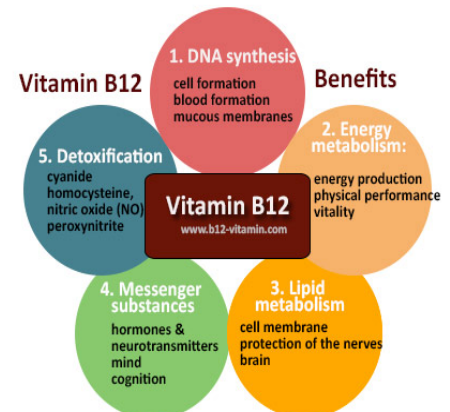 Vitamin B12
Benefits
1. DNA synthesis
cell formation
blood formation
mucous membranes
2. Energy
metabolism:
energy production
physical performance
vitality
3. Lipid
metabolism
cell membrane
protection of the nerves
brain
4. Messenger
substances
hormones &
neurotransmitters
mind
cognition
5. Detoxification
cyanide
homocysteine,
nitric oxide (NO)
peroxynitrite
Vitamin B12
www.b12-vitamin.com